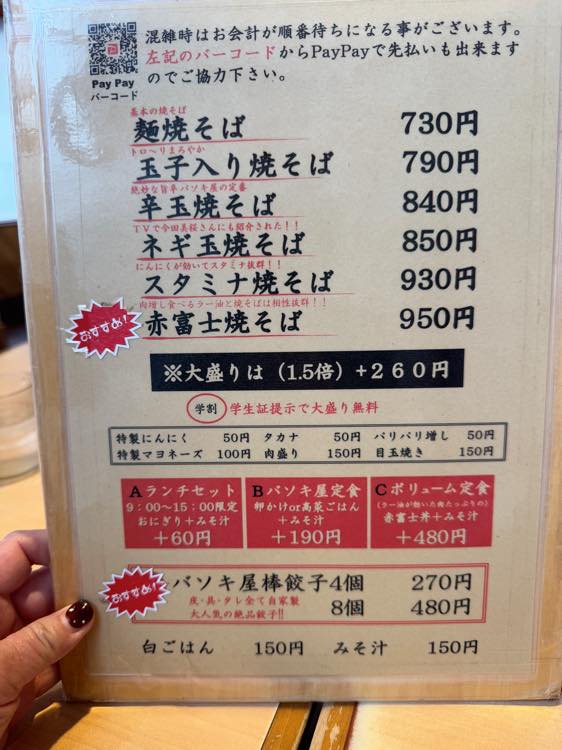 混雑時はお会計が順番待ちになる事がございます。
左記のバーコードからPayPayで先払いも出来ます
のでご協力下さい。
Pay Pay
バーコード
基本の焼そば
麺焼そば 730円
トロ〜リまろやか
玉子入り焼そば 790円
絶妙な旨辛バソキ屋の定番
辛玉焼そば 840円
TVで今田美桜さんにも紹介された!!
ネギ玉焼そば 850円
にんにくが効いてスタミナ抜群!!
スタミナ焼そば 930円
肉増し食べるラー油と焼そばは相性抜群!!
おすすめ! 赤富士焼そば 950円
※大盛りは(1.5倍)+260円
学割 学生証提示で大盛り無料
特製にんにく 50円 タカナ 50円 パリパリ増し 50円
特製マヨネーズ 100円 肉盛り 150円 目玉焼き 150円
Aランチセット
9:00〜15:00限定
おにぎり+みそ汁
+60円
Bバソキ屋定食
卵かけor高菜ごはん
+みそ汁
+190円
Cボリューム定食
(ラー油が効いた肉たっぷりの)
赤富士丼+みそ汁
+480円
おすすめ! バソキ屋棒餃子4個 270円
皮・具・タレ全て自家製 8個 480円
大人気の絶品餃子!!
白ごはん 150円 みそ汁 150円